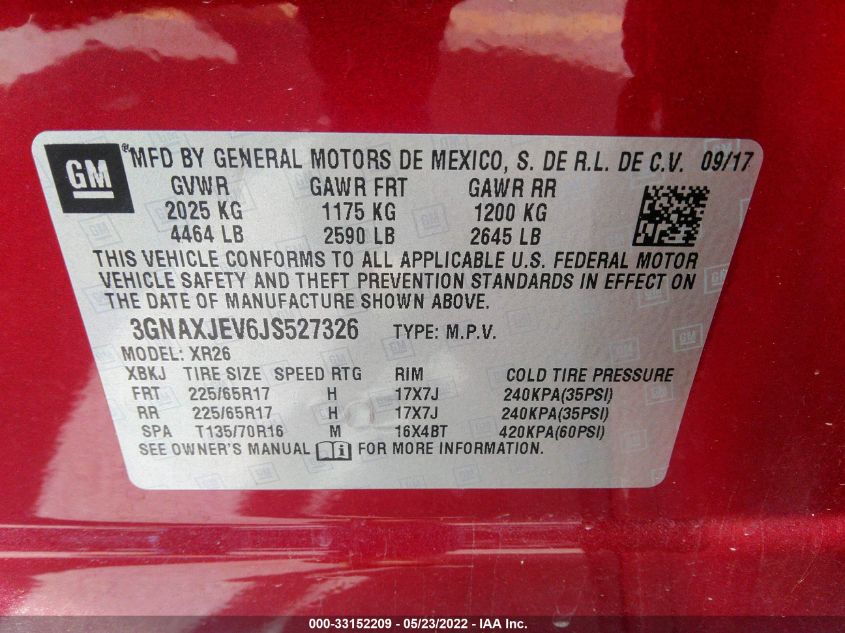 GM
®MFD BY GENERAL MOTORS DE MEXICO, S. DE R.L. DE C.V. 09/17
GVWR GAWR FRT GAWR RR
2025 KG 1175 KG 1200 KG
4464 LB 2590 LB 2645 LB
THIS VEHICLE CONFORMS TO ALL APPLICABLE U.S. FEDERAL MOTOR
VEHICLE SAFETY AND THEFT PREVENTION STANDARDS IN EFFECT ON
THE DATE OF MANUFACTURE SHOWN ABOVE.
3GNAXJEV6JS527326 TYPE: M.P.V.
MODEL: XR26
XBKJ TIRE SIZE SPEED RTG RIM COLD TIRE PRESSURE
FRT 225/65R17 H 17X7J 240KPA(35PSI)
RR 225/65R17 H 17X7J 240KPA(35PSI)
SPA T135/70R16 M 16X4BT 420KPA(60PSI)
SEE OWNER'S MANUAL FOR MORE INFORMATION
000-33152209 - 05/23/2022 - IAA Inc.